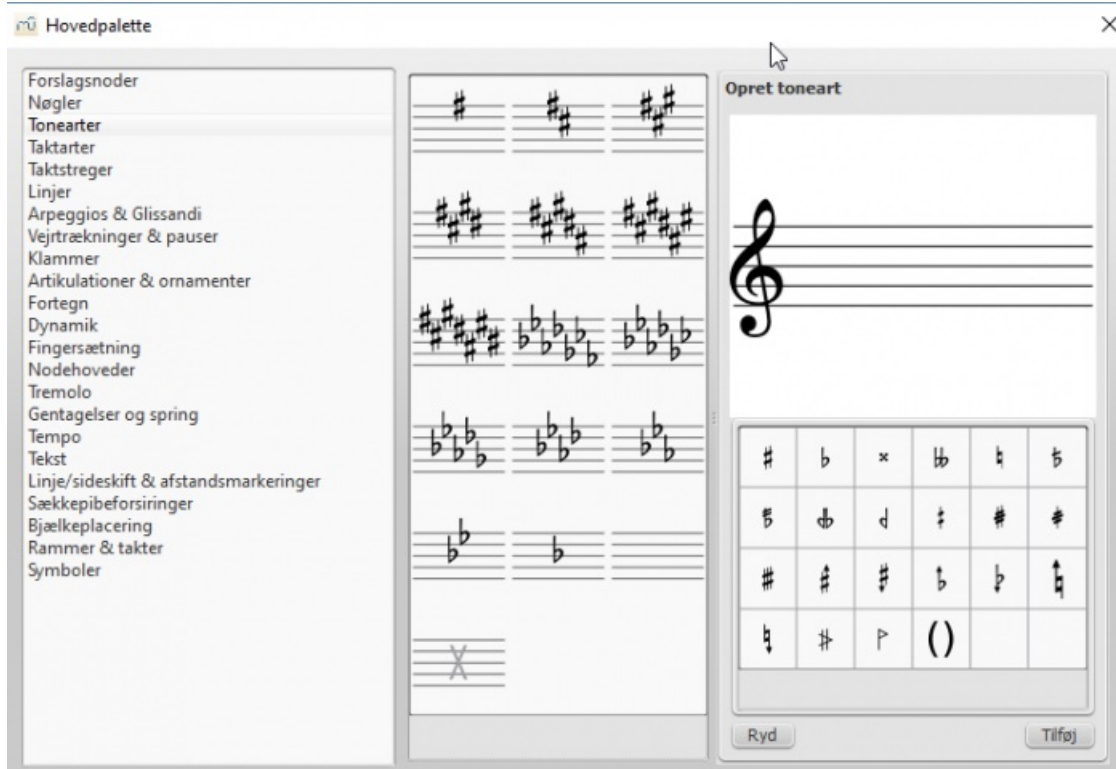 Hovedpalette
Forslagsnoder
Nøgler
Tonearter
Taktarter
Taktstreger
Linjer
Arpeggios & Glissandi
Vejrtrækninger & pauser
Klammer
Artikulationer & ornamenter
Fortegn
Dynamik
Fingersætning
Nodehoveder
Tremolo
Gentagelser og spring
Tempo
Tekst
Linje/sideskift & afstandsmarkeringer
Sækkepibeforsiringer
Bjælkeplacering
Rammer & takter
Symboler
Opret toneart
Ryd
Tilføj